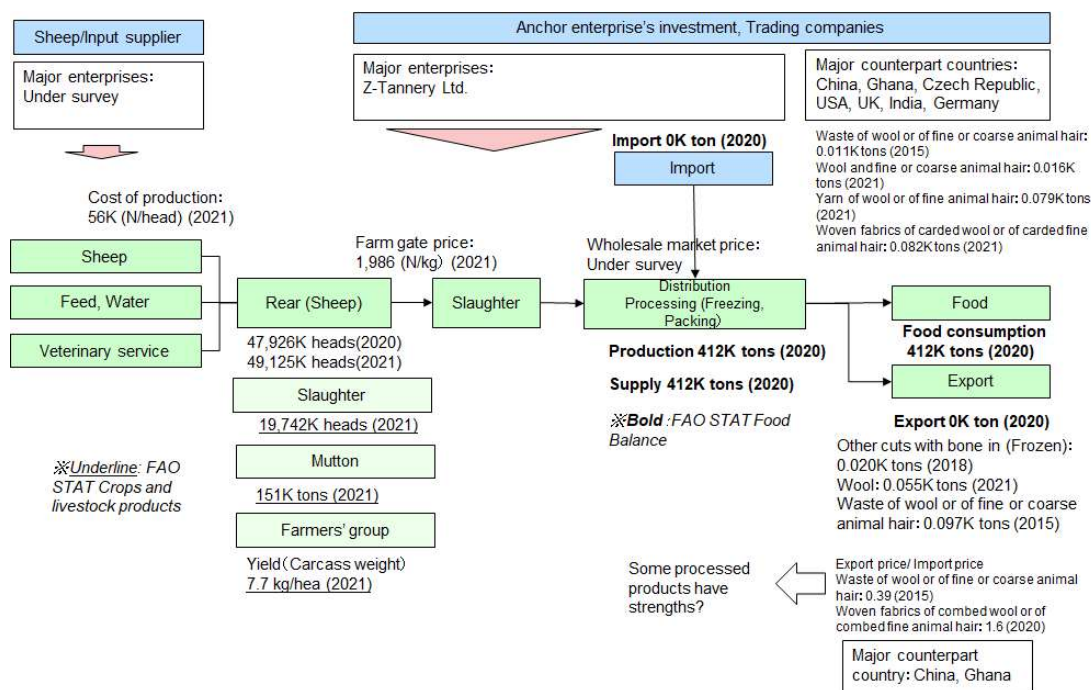 Sheep/Input supplier
Major enterprises:
Under survey
Anchor enterprise's investment, Trading companies
Major enterprises:
Z-Tannery Ltd.
Major counterpart countries:
China, Ghana, Czech Republic,
USA, UK, India, Germany
Import 0K ton (2020)
Import
Waste of wool or of fine or coarse animal hair:
0.011K tons (2015)
Wool and fine or coarse animal hair: 0.016K
tons (2021)
Yarn of wool or of fine animal hair: 0.079K tons
(2021)
Woven fabrics of carded wool or of carded fine
animal hair: 0.082K tons (2021)
Cost of production:
56K (N/head) (2021)
Farm gate price:
1,986 (N/kg) (2021)
Wholesale market price:
Under survey
Sheep
Feed, Water
Veterinary service
Rear (Sheep)
Slaughter
Distribution
Processing (Freezing,
Packing)
Food
Food consumption
412K tons (2020)
Export
47,926K heads(2020)
49,125K heads(2021)
Production 412K tons (2020)
Supply 412K tons (2020)
※Bold :FAO STAT Food
Balance
Slaughter
19,742K heads (2021)
Mutton
151K tons (2021)
Farmers' group
Yield(Carcass weight)
7.7 kg/hea (2021)
※Underline: FAO
STAT Crops and
livestock products
Export 0K ton (2020)
Other cuts with bone in (Frozen):
0.020K tons (2018)
Wool: 0.055K tons (2021)
Waste of wool or of fine or coarse
animal hair: 0.097K tons (2015)
Some processed
products have
strengths?
Export price/ Import price
Waste of wool or of fine or coarse animal
hair: 0.39 (2015)
Woven fabrics of combed wool or of
combed fine animal hair: 1.6 (2020)
Major counterpart
country: China, Ghana